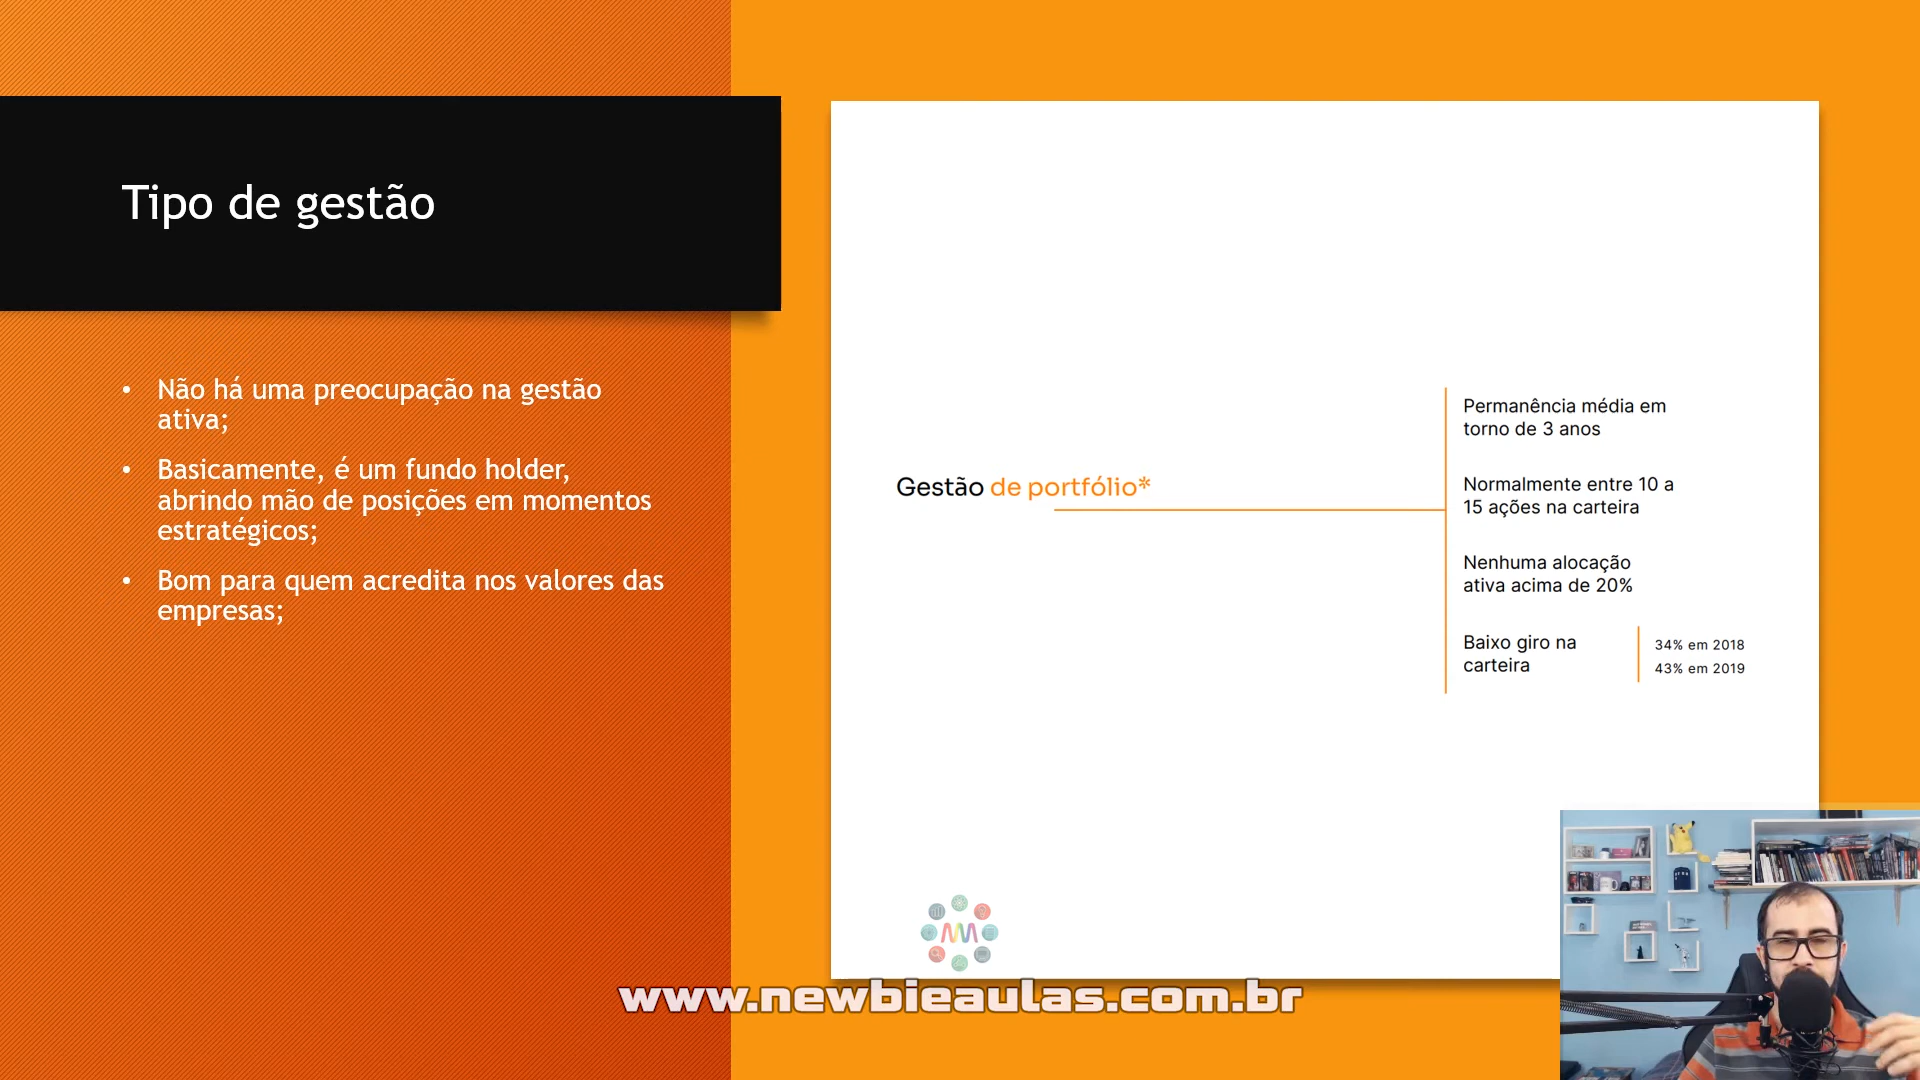 Tipo de gestão
• Não há uma preocupação na gestão
ativa;
• Basicamente, é um fundo holder,
abrindo mão de posições em momentos
estratégicos;
• Bom para quem acredita nos valores das
empresas;
Gestão de portfólio*
Permanência média em
torno de 3 anos
Normalmente entre 10 a
15 ações na carteira
Nenhuma alocação
ativa acima de 20%
Baixo giro na
carteira
34% em 2018
43% em 2019
www.newbieaulas.com.br